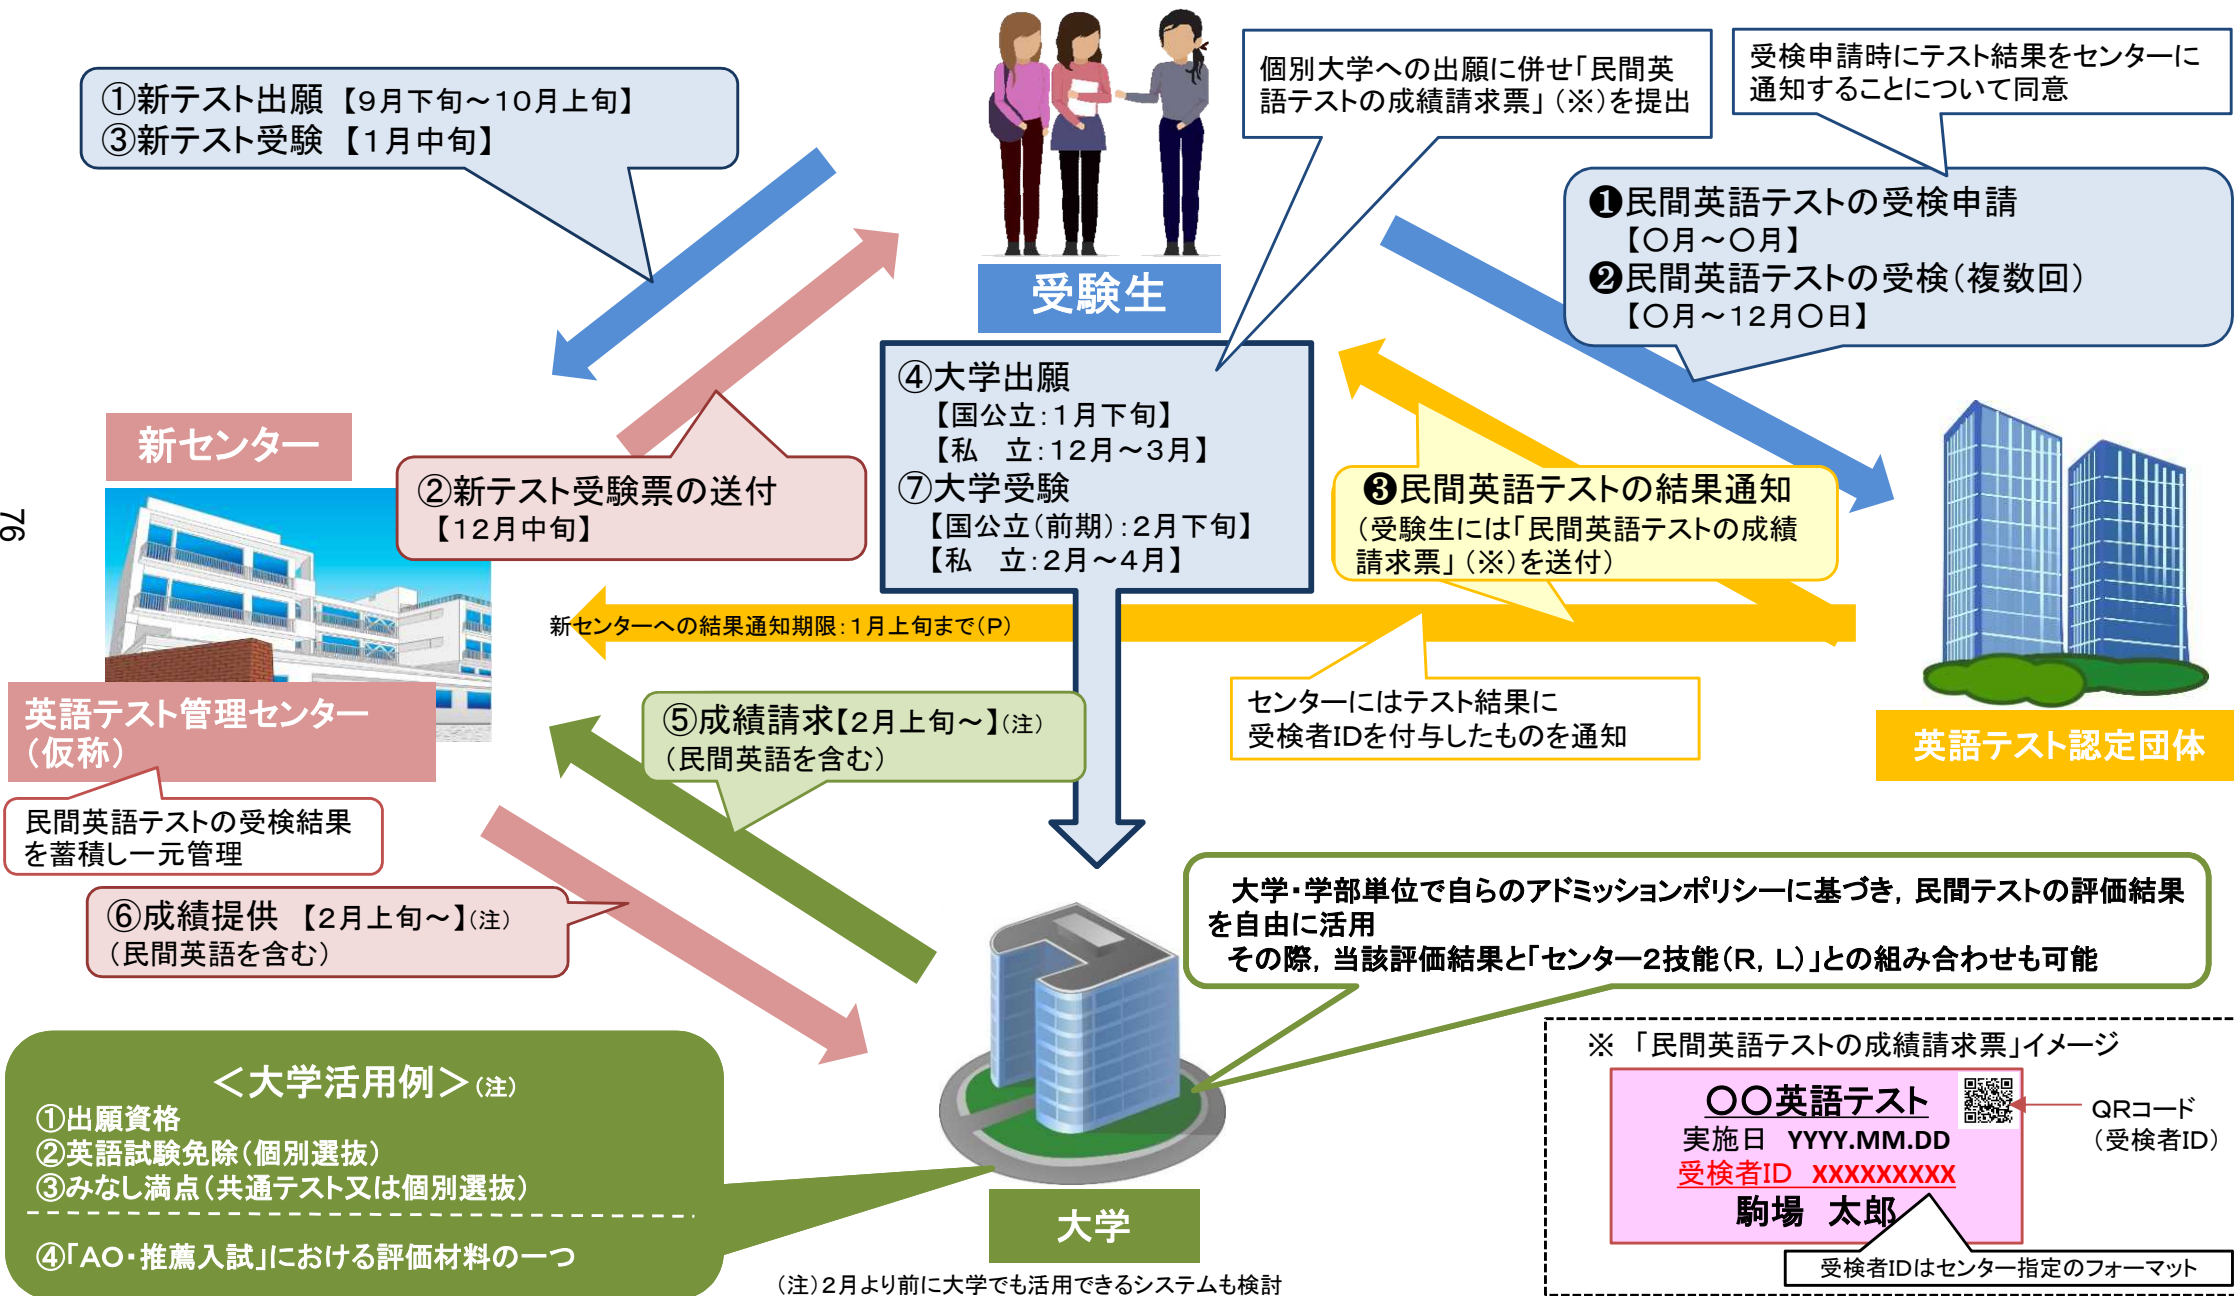 ①新テスト出願 【９月下旬～１０月上旬】
③新テスト受験 【１月中旬】
個別大学への出願に併せ「民間英
語テストの成績請求票」（※）を提出
受検申請時にテスト結果をセンターに
通知することについて同意
❶民間英語テストの受検申請
【○月～○月】
❷民間英語テストの受検（複数回）
【○月～１２月○日】
受験生
④大学出願
【国公立：１月下旬】
【私　立：１２月～３月】
⑦大学受験
【国公立（前期）：２月下旬】
【私　立：２月～４月】
新センター
②新テスト受験票の送付
【１２月中旬】
❸民間英語テストの結果通知
（受験生には「民間英語テストの成績
請求票」（※）を送付）
76
新センターへの結果通知期限：１月上旬まで（Ｐ）
英語テスト管理センター
（仮称）
⑤成績請求【２月上旬～】（注）
（民間英語を含む）
センターにはテスト結果に
受検者IDを付与したものを通知
英語テスト認定団体
民間英語テストの受検結果
を蓄積し一元管理
⑥成績提供 【２月上旬～】（注）
（民間英語を含む）
大学・学部単位で自らのアドミッションポリシーに基づき，民間テストの評価結果
を自由に活用
その際，当該評価結果と「センター２技能（Ｒ，Ｌ）」との組み合わせも可能
＜大学活用例＞（注）
①出願資格
②英語試験免除（個別選抜）
③みなし満点（共通テスト又は個別選抜）
④「ＡＯ・推薦入試」における評価材料の一つ
大学
（注）２月より前に大学でも活用できるシステムも検討
※ 「民間英語テストの成績請求票」イメージ
○○英語テスト
実施日 YYYY.MM.DD
受検者ID XXXXXXXXX
駒場 太郎
QRコード
（受検者ID）
受検者IDはセンター指定のフォーマット